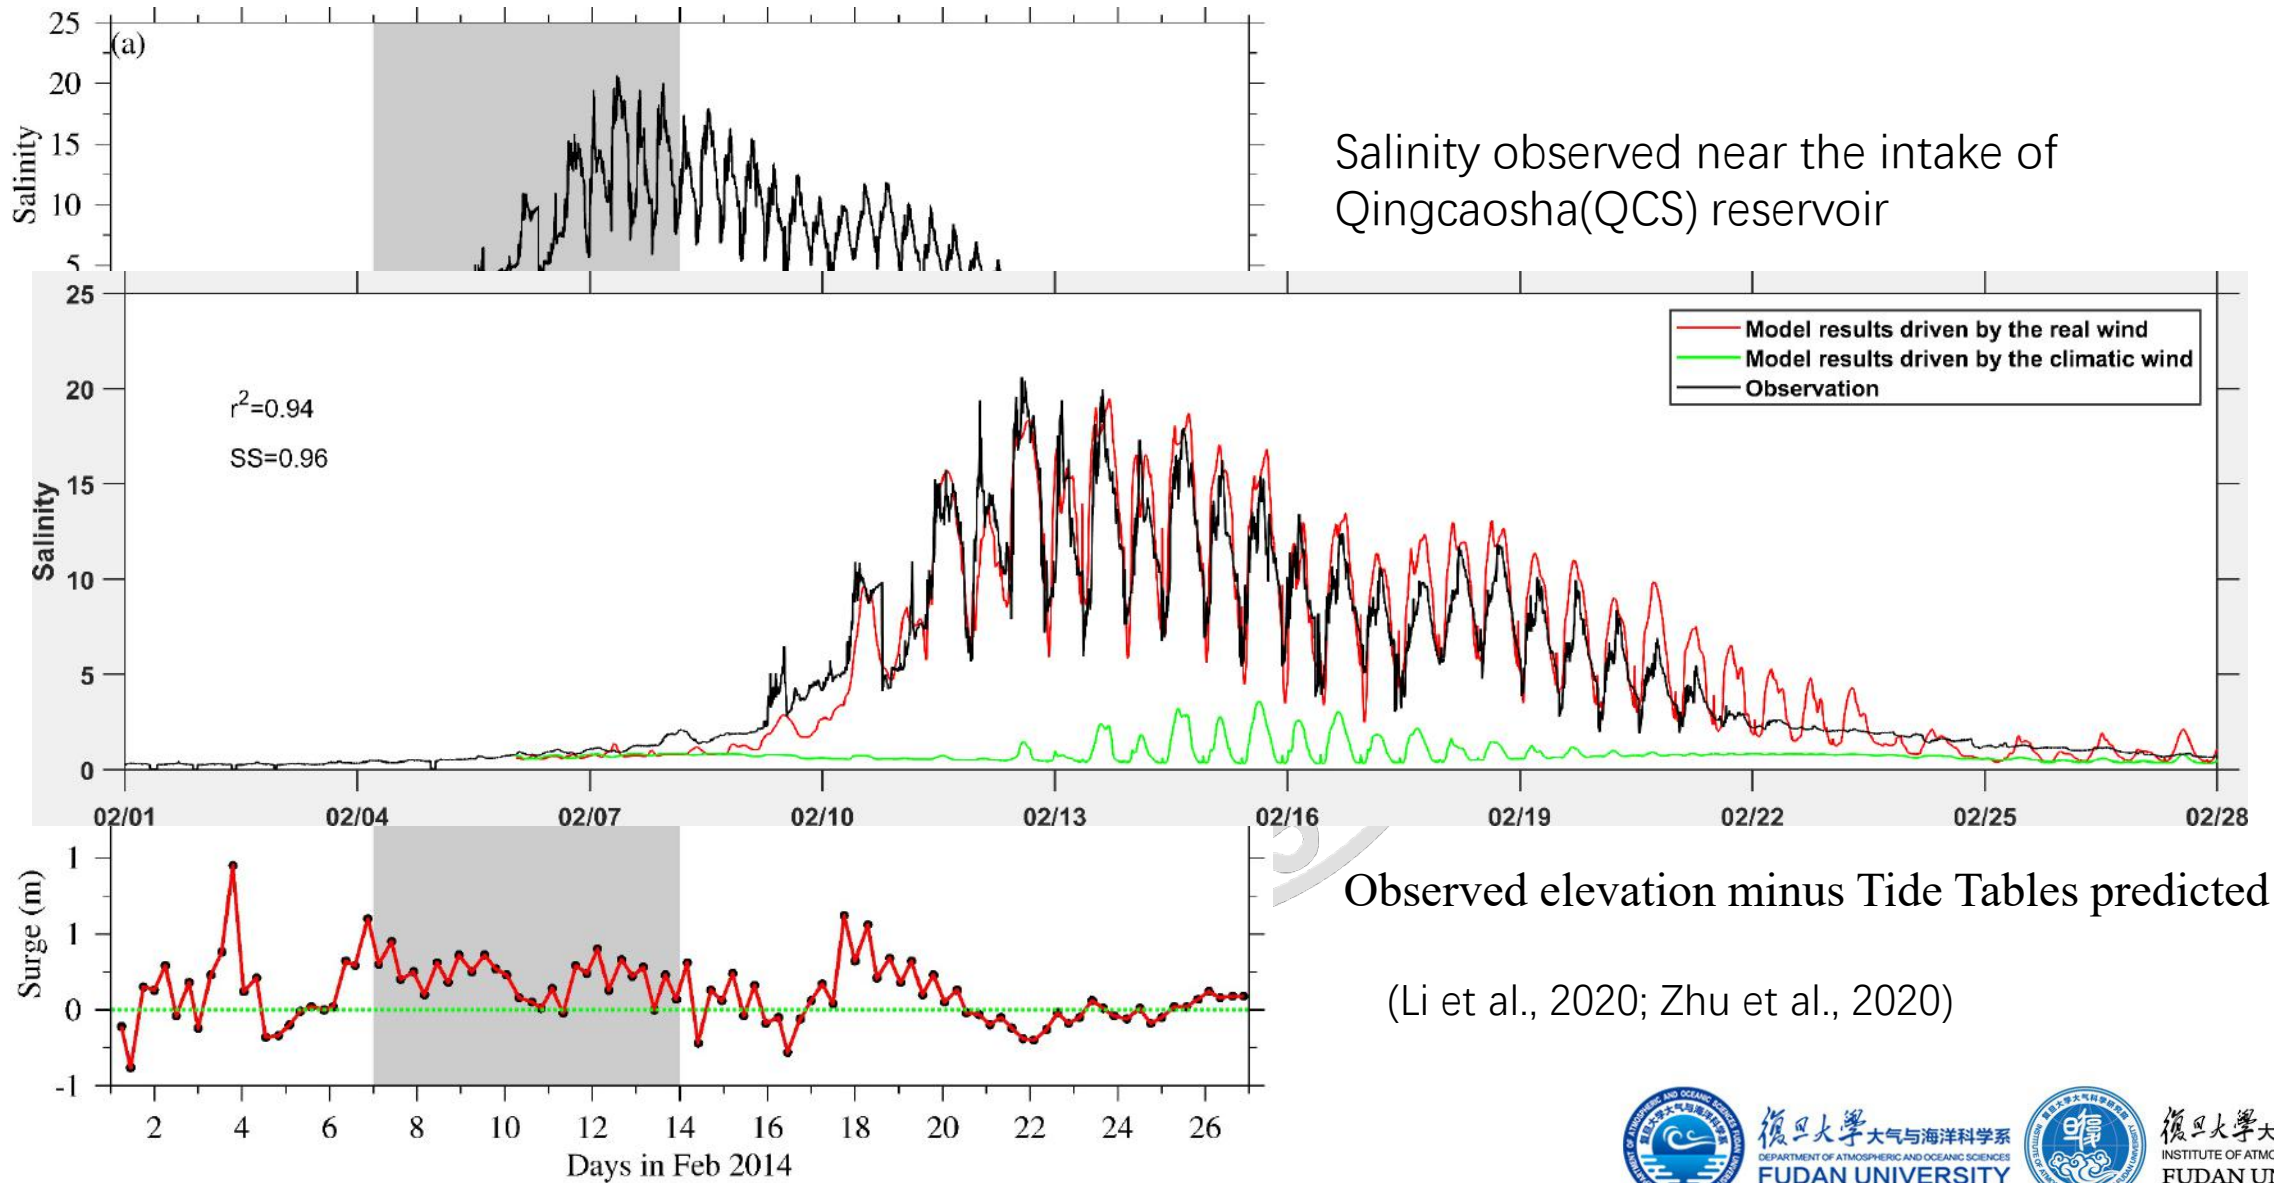 25
(a)
20
15
10
5
Salinity
Salinity observed near the intake of
Qingcaosha(QCS) reservoir
25
20
15
10
5
0
Salinity
r²=0.94
SS=0.96
Model results driven by the real wind
Model results driven by the climatic wind
Observation
02/01 02/04 02/07 02/10 02/13 02/16 02/19 02/22 02/25 02/28
1
1
0
-1
Surge (m)
2 4 6 8 10 12 14 16 18 20 22 24 26
Days in Feb 2014
Observed elevation minus Tide Tables predicted
(Li et al., 2020; Zhu et al., 2020)
復旦大學大气与海洋科学系
DEPARTMENT OF ATMOSPHERIC AND OCEANIC SCIENCES
FUDAN UNIVERSITY
復旦大學大
INSTITUTE OF ATMO
FUDAN UN